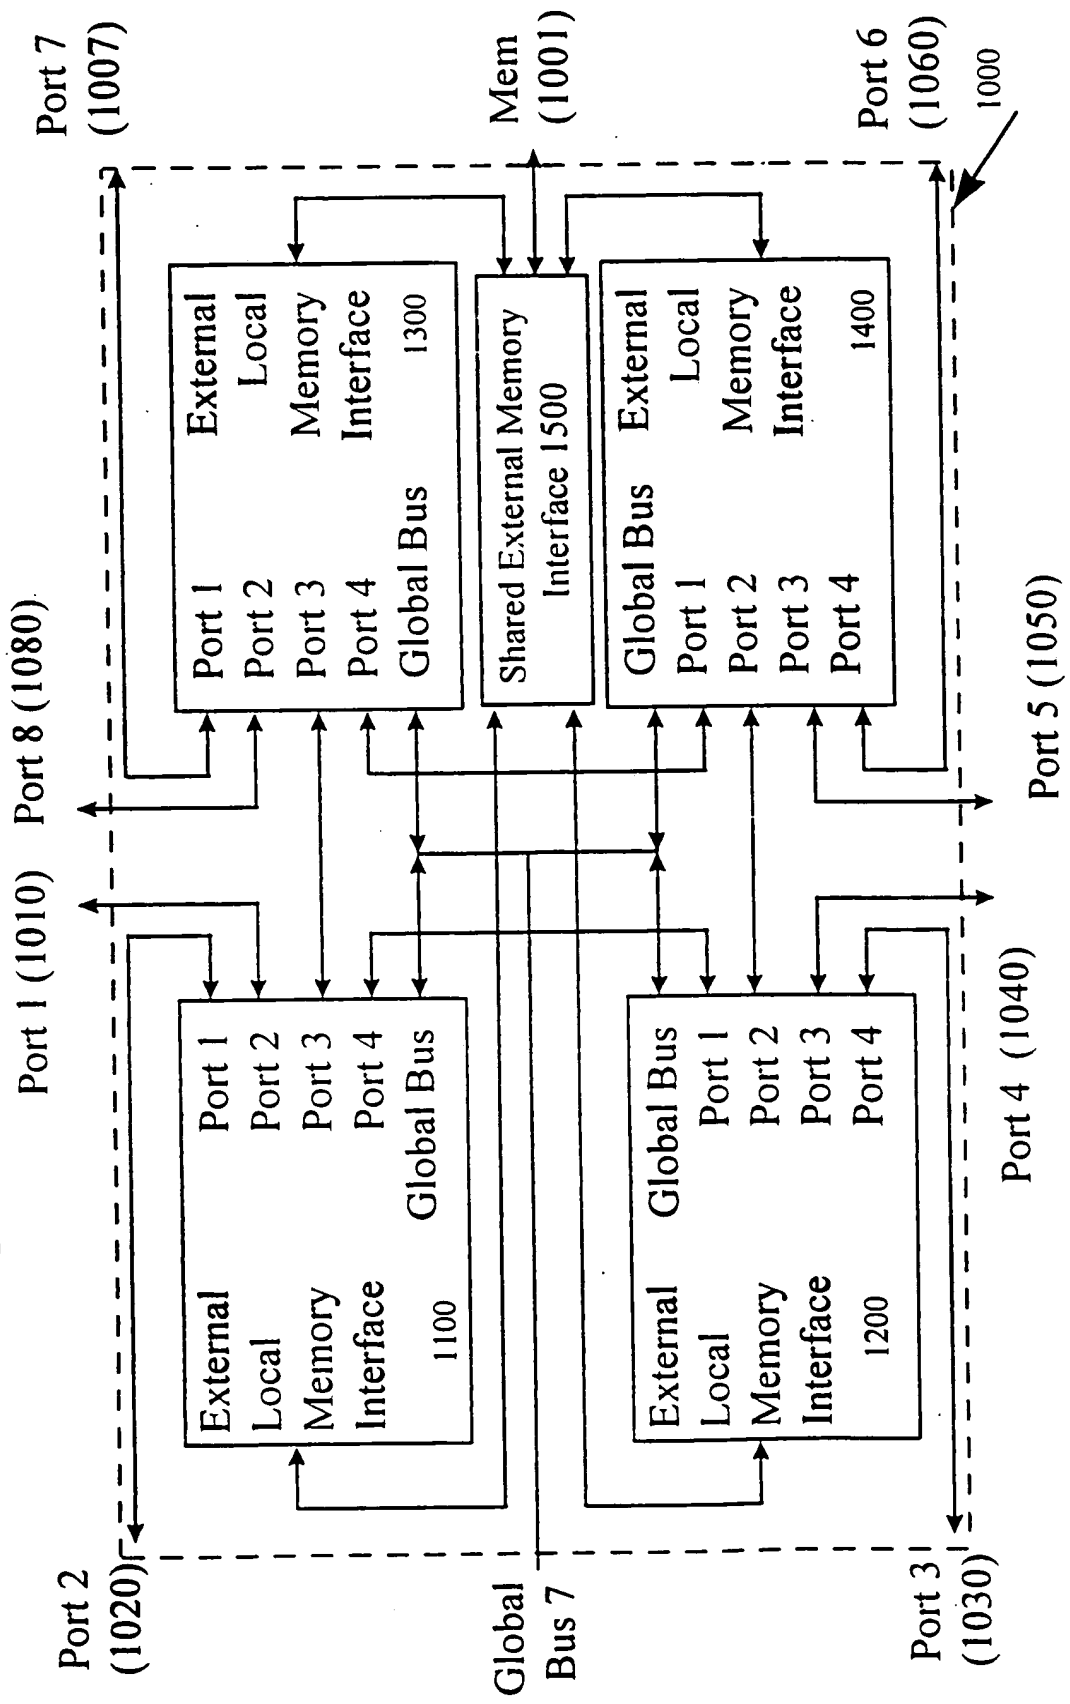 Port 1 (1010)
Port 8 (1080)
Port 2
(1020)
Port 7
(1007)
External
Local
Memory
Interface
1100
Port 1
Port 2
Port 3
Port 4
Global Bus
Port 1
Port 2
Port 3
Port 4
Global Bus
External
Local
Memory
Interface
1300
Global
Bus 7
Shared External Memory
Interface 1500
Mem
(1001)
External
Local
Memory
Interface
1200
Global Bus
Port 1
Port 2
Port 3
Port 4
Global Bus
Port 1
Port 2
Port 3
Port 4
External
Local
Memory
Interface
1400
Port 3
(1030)
Port 6
(1060)
Port 4 (1040)
Port 5 (1050)
1000